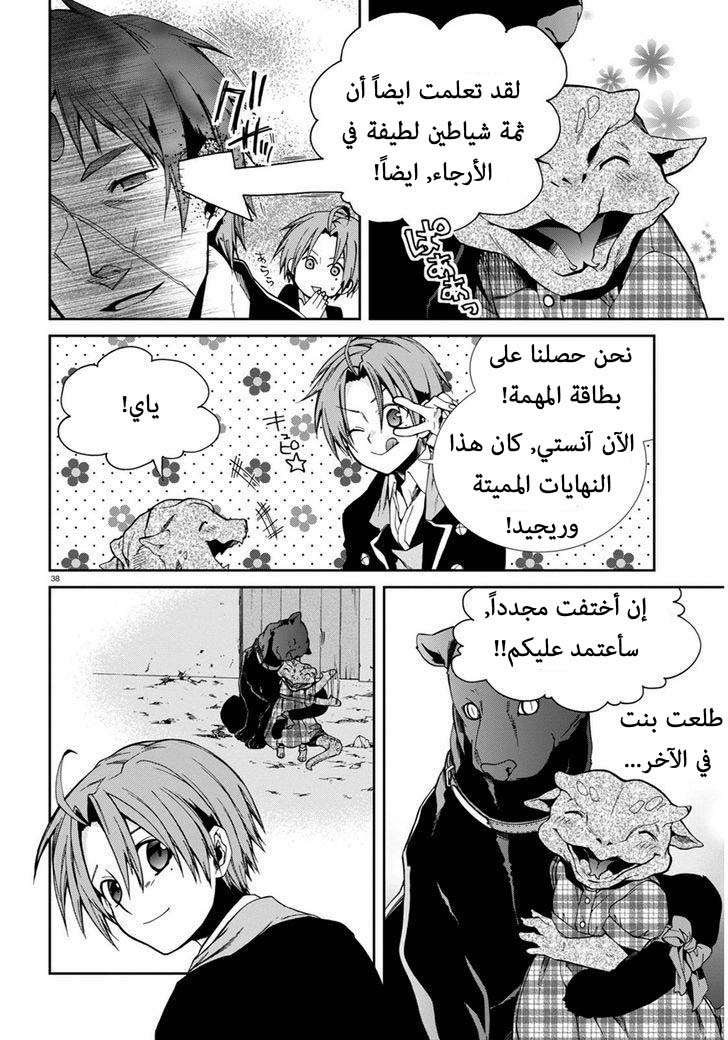 لقد تعلمت ايضاً أن
ثمة شياطين لطيفة في
الأرجاء, ايضاً!
نحن حصلنا على
بطاقة المهمة!
الآن آنستي, كان هذا
النهايات المميتة
وريجيد!
ياي!
38
إن أختفت مجدداً,
سأعتمد عليكم!!
طلعت بنت
في الآخر...